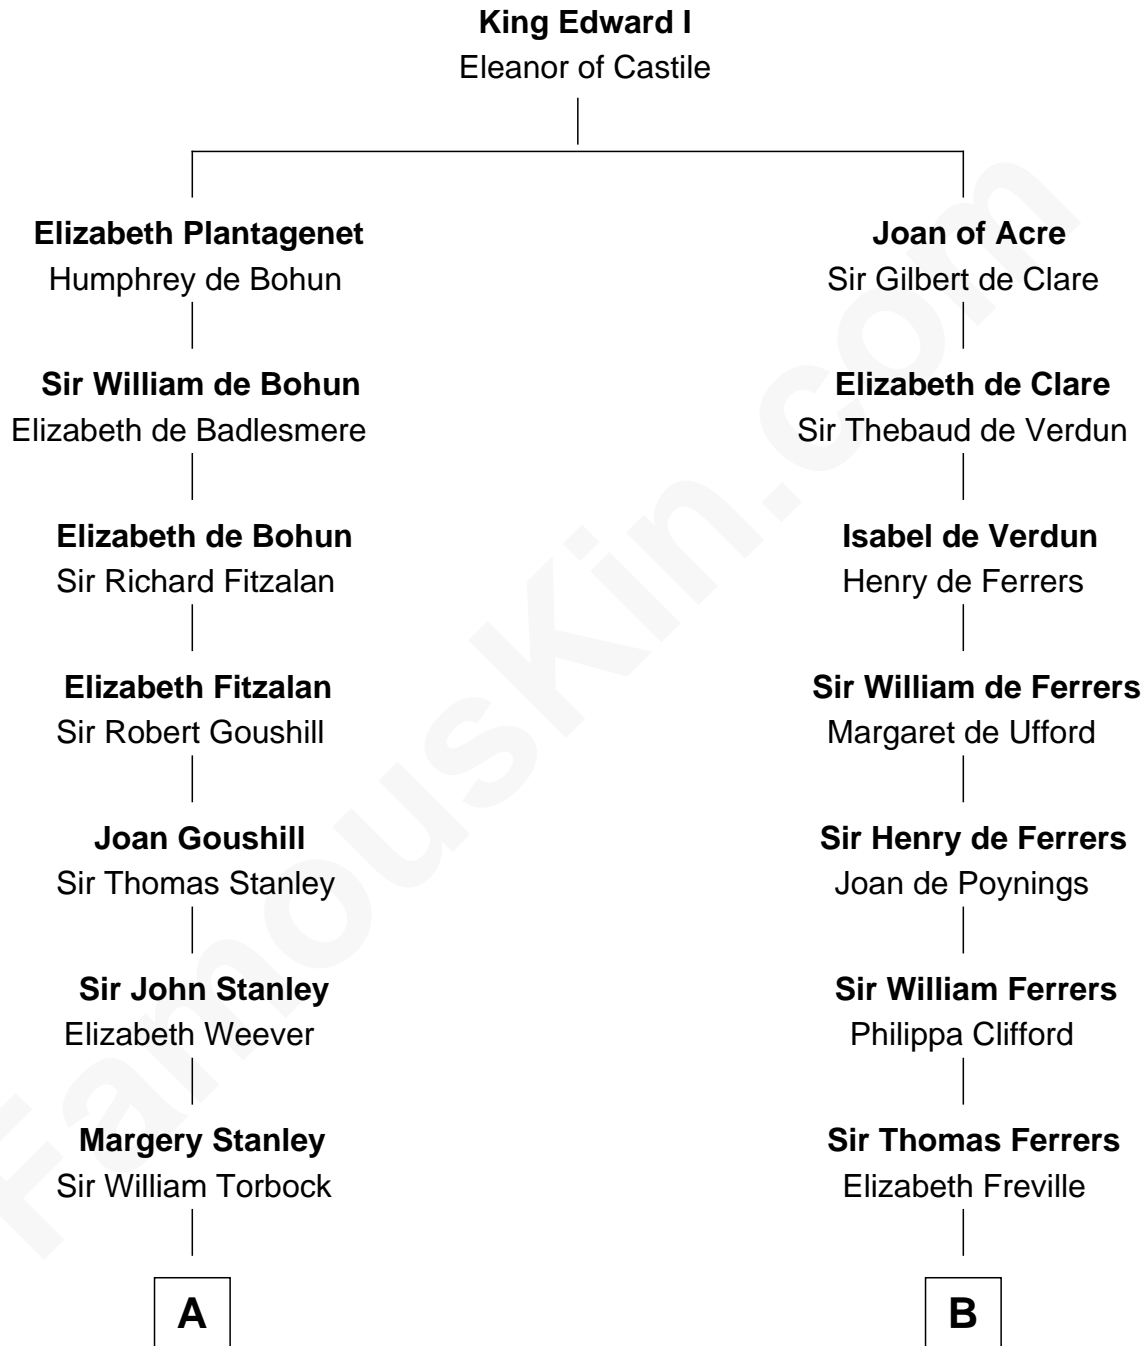 King Edward I
Eleanor of Castile
Elizabeth Plantagenet
Humphrey de Bohun
Joan of Acre
Sir Gilbert de Clare
Sir William de Bohun
Elizabeth de Badlesmere
Elizabeth de Clare
Sir Thebaud de Verdun
Elizabeth de Bohun
Sir Richard Fitzalan
Isabel de Verdun
Henry de Ferrers
Elizabeth Fitzalan
Sir Robert Goushill
Sir William de Ferrers
Margaret de Ufford
Joan Goushill
Sir Thomas Stanley
Sir Henry de Ferrers
Joan de Poynings
Sir John Stanley
Elizabeth Weever
Sir William Ferrers
Philippa Clifford
Margery Stanley
Sir William Torbock
Sir Thomas Ferrers
Elizabeth Freville
A
B
FamousKin.com